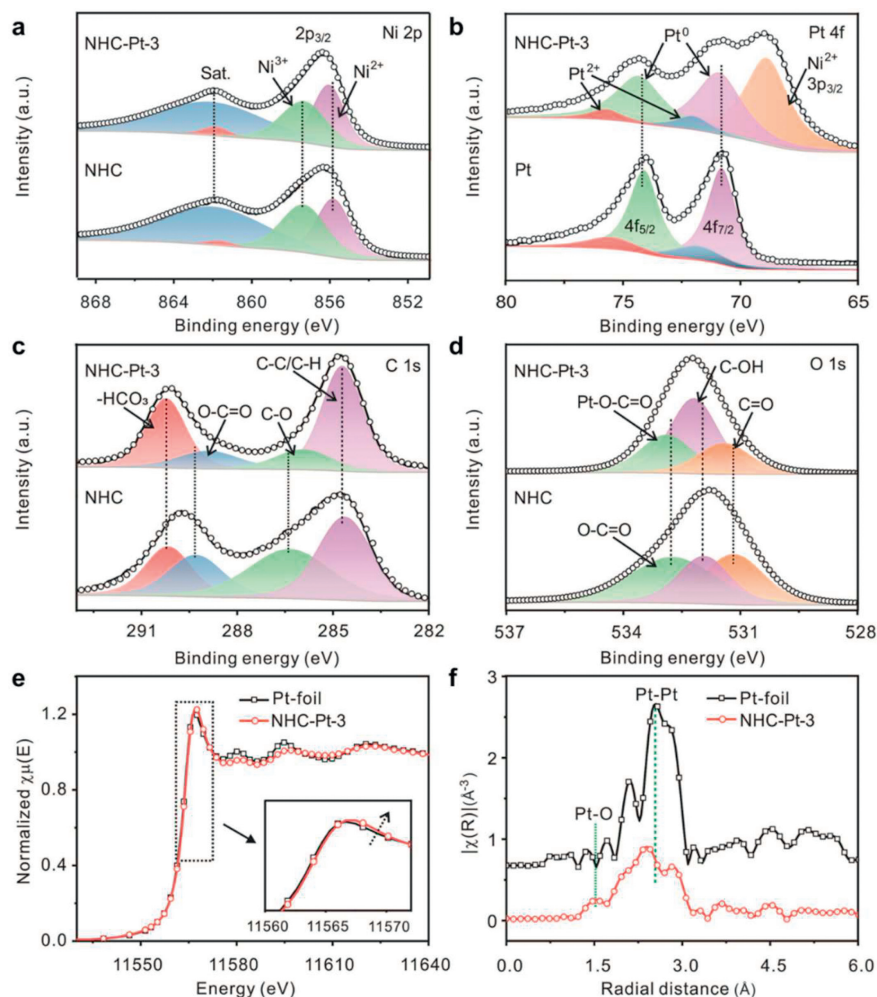 a
NHC-Pt-3
2p3/2
Ni 2p
Sat.
Ni3+
Ni2+
NHC
Intensity (a.u.)
868 864 860 856 852
Binding energy (eV)
b
NHC-Pt-3
Pt0
Pt 4f
Pt2+
Ni2+
3p3/2
Pt
4f5/2
4f7/2
Intensity (a.u.)
80 75 70 65
Binding energy (eV)
c
NHC-Pt-3
C-C/C-H
C 1s
-HCO₃
O-C=O
C-O
NHC
Intensity (a.u.)
291 288 285 282
Binding energy (eV)
d
NHC-Pt-3
C-OH
O 1s
Pt-O-C=O
C=O
NHC
O-C=O
Intensity (a.u.)
537 534 531 528
Binding energy (eV)
e
Pt-foil
NHC-Pt-3
Normalized χμ(E)
1.2
0.8
0.4
0.0
11560 11565 11570
11550 11580 11610 11640
Energy (eV)
f
Pt-Pt
Pt-foil
NHC-Pt-3
Pt-O
|χ(R)|(Å-3)
3
2
1
0
0.0 1.5 3.0 4.5 6.0
Radial distance (Å)